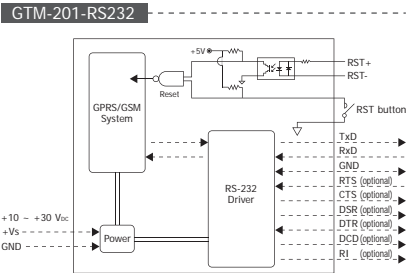 GTM-201-RS232
+5V
RST+
RST-
Reset
GPRS/GSM
System
RST button
TxD
RxD
GND
RTS (optional)
CTS (optional)
DSR (optional)
DTR (optional)
DCD (optional)
RI (optional)
RS-232
Driver
+10 ~ +30 VDC
+Vs
GND
Power